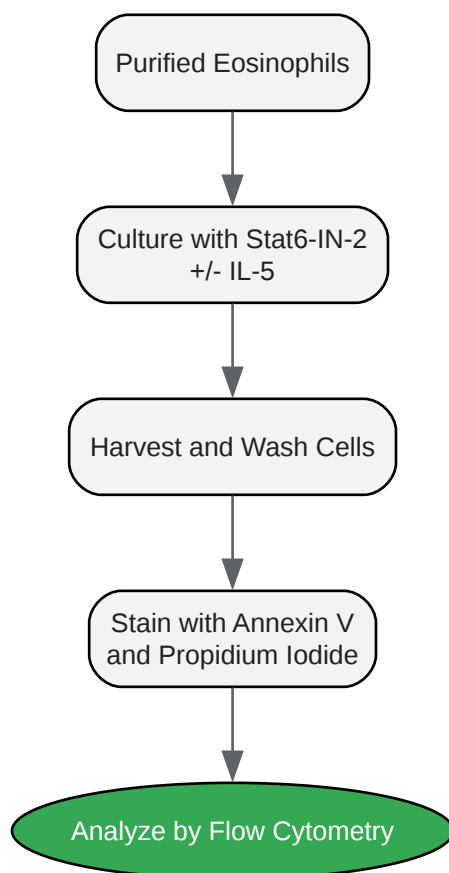 Purified Eosinophils
Culture with Stat6-IN-2
+/- IL-5
Harvest and Wash Cells
Stain with Annexin V
and Propidium Iodide
Analyze by Flow Cytometry